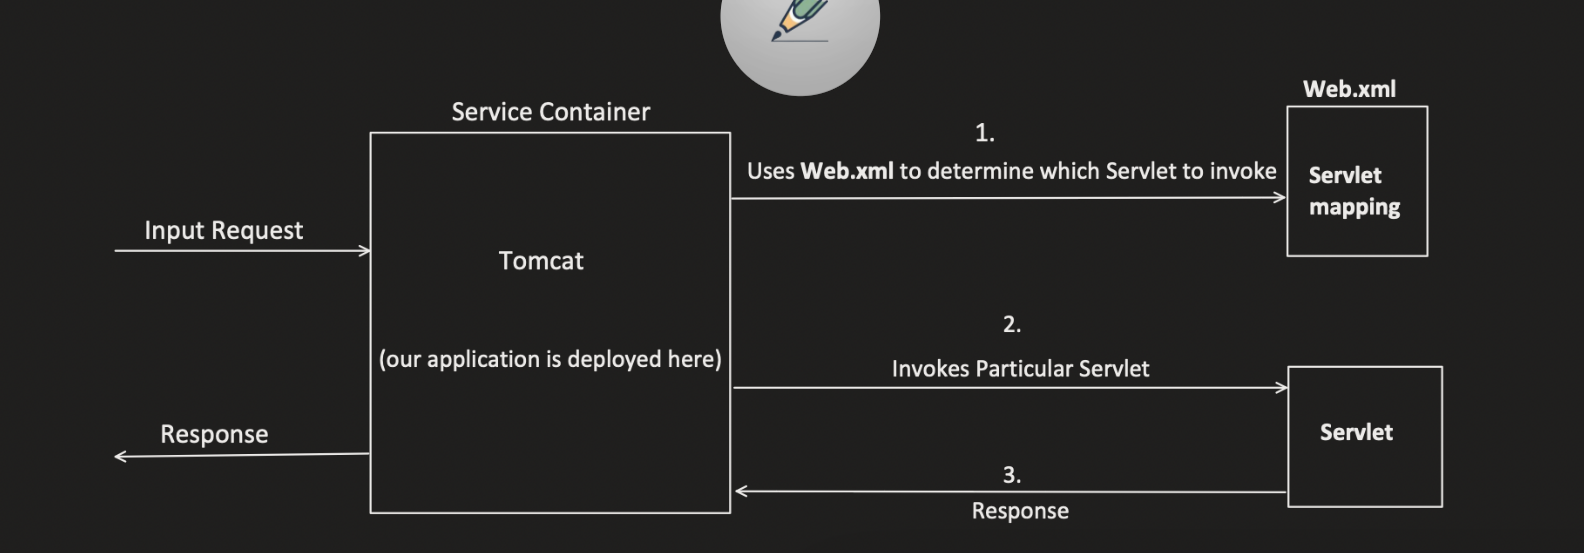 Service Container
Web.xml
1.
Uses Web.xml to determine which Servlet to invoke
Servlet
mapping
Input Request
Tomcat
(our application is deployed here)
2.
Invokes Particular Servlet
Servlet
Response
3.
Response